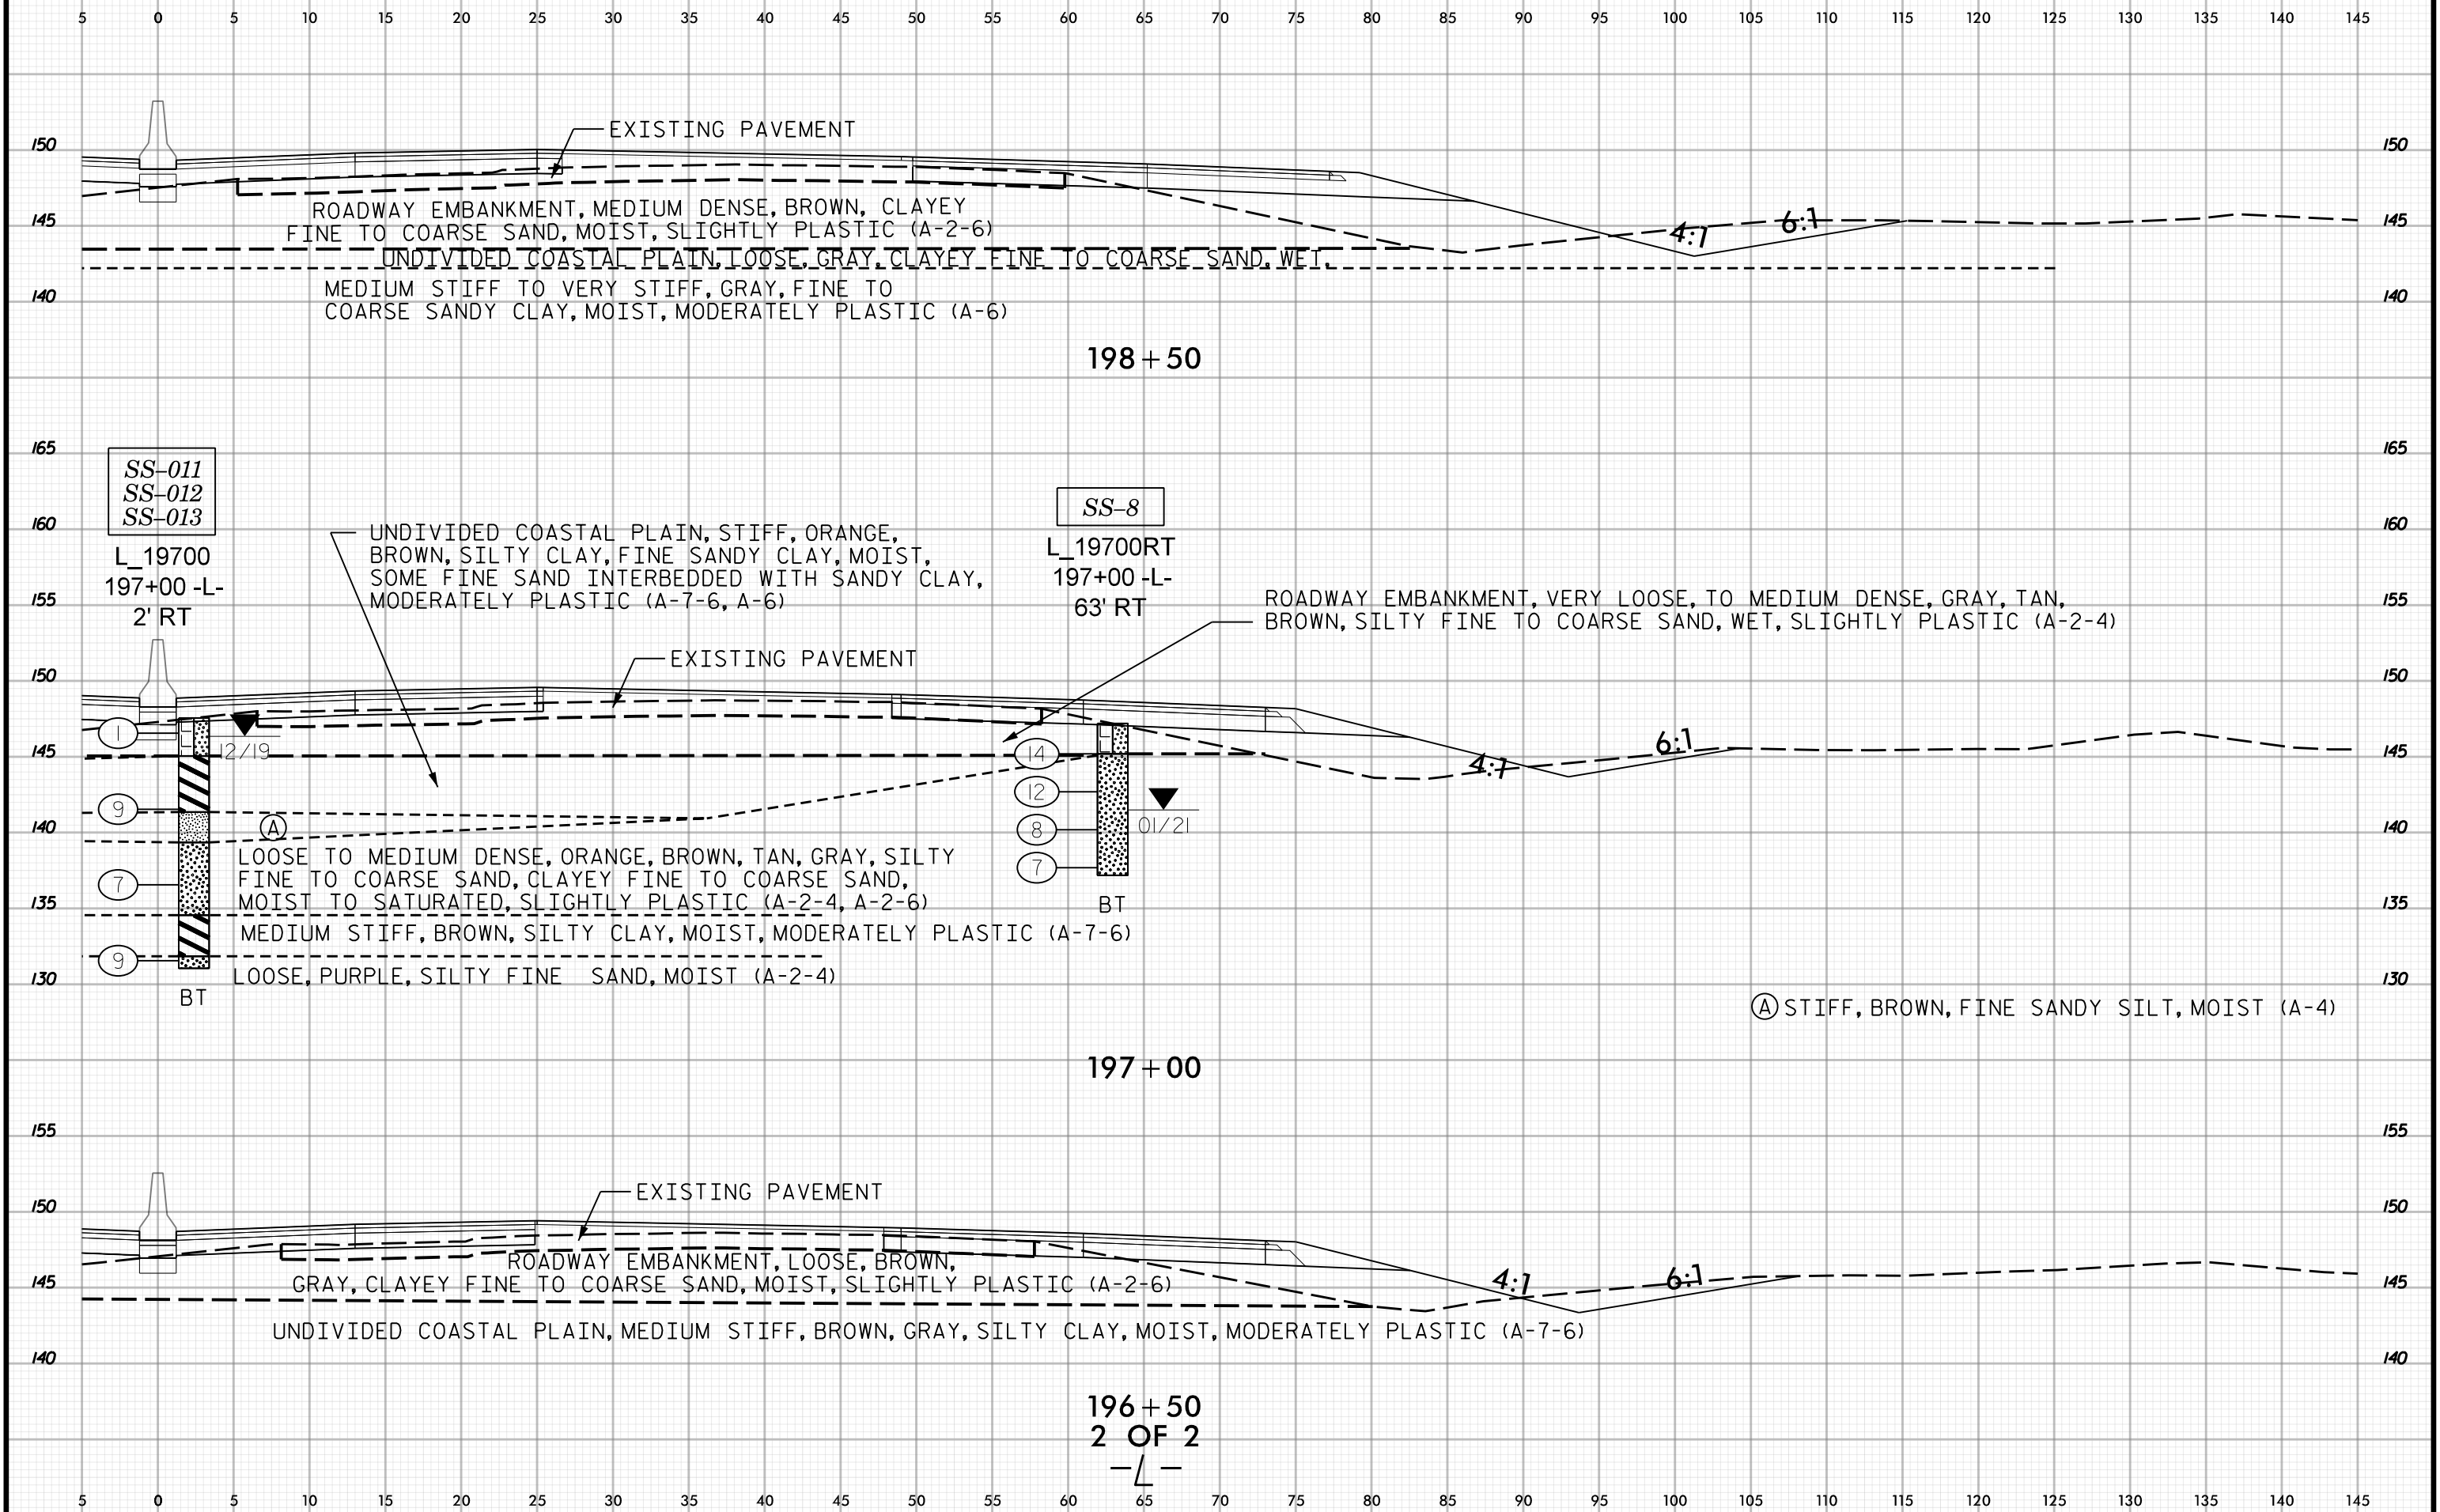 5 0 5 10 15 20 25 30 35 40 45 50 55 60 65 70 75 80 85 90 95 100 105 110 115 120 125 130 135 140 145
EXISTING PAVEMENT
150 150
ROADWAY EMBANKMENT, MEDIUM DENSE, BROWN, CLAYEY
FINE TO COARSE SAND, MOIST, SLIGHTLY PLASTIC (A-2-6)
145 4:1 6:1 145
UNDIVIDED COASTAL PLAIN, LOOSE, GRAY, CLAYEY FINE TO COARSE SAND, WET,
MEDIUM STIFF TO VERY STIFF, GRAY, FINE TO
140 140
COARSE SANDY CLAY, MOIST, MODERATELY PLASTIC (A-6)
198+50
165 165
SS-011
SS-012
SS-013
L_19700
197+00 -L-
2' RT
SS-8
L_19700RT
197+00 -L-
63' RT
160 160
UNDIVIDED COASTAL PLAIN, STIFF, ORANGE,
BROWN, SILTY CLAY, FINE SANDY CLAY, MOIST,
SOME FINE SAND INTERBEDDED WITH SANDY CLAY,
MODERATELY PLASTIC (A-7-6, A-6)
155 155
ROADWAY EMBANKMENT, VERY LOOSE, TO MEDIUM DENSE, GRAY, TAN,
BROWN, SILTY FINE TO COARSE SAND, WET, SLIGHTLY PLASTIC (A-2-4)
EXISTING PAVEMENT
150 150
1
12/19
145 14 4:1 6:1 145
12
9
01/21
140 A 8 140
LOOSE TO MEDIUM DENSE, ORANGE, BROWN, TAN, GRAY, SILTY
FINE TO COARSE SAND, CLAYEY FINE TO COARSE SAND,
MOIST TO SATURATED, SLIGHTLY PLASTIC (A-2-4, A-2-6)
7
7
BT
135 135
MEDIUM STIFF, BROWN, SILTY CLAY, MOIST, MODERATELY PLASTIC (A-7-6)
9
LOOSE, PURPLE, SILTY FINE SAND, MOIST (A-2-4)
130 130
BT
A STIFF, BROWN, FINE SANDY SILT, MOIST (A-4)
197+00
155 155
EXISTING PAVEMENT
150 150
ROADWAY EMBANKMENT, LOOSE, BROWN,
GRAY, CLAYEY FINE TO COARSE SAND, MOIST, SLIGHTLY PLASTIC (A-2-6)
145 4:1 6:1 145
UNDIVIDED COASTAL PLAIN, MEDIUM STIFF, BROWN, GRAY, SILTY CLAY, MOIST, MODERATELY PLASTIC (A-7-6)
140 140
196+50
2 OF 2
-L-
5 0 5 10 15 20 25 30 35 40 45 50 55 60 65 70 75 80 85 90 95 100 105 110 115 120 125 130 135 140 145